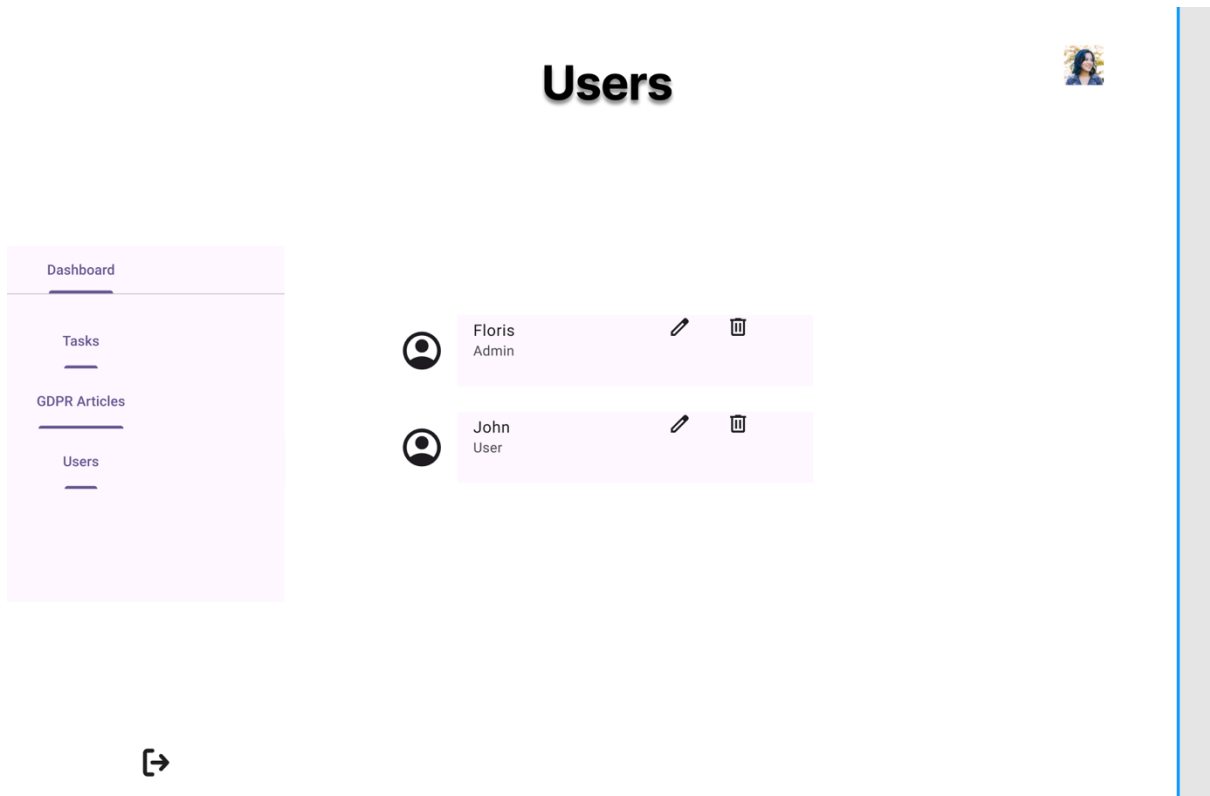 Users
Dashboard
Tasks
GDPR Articles
Users
Floris
Admin
John
User